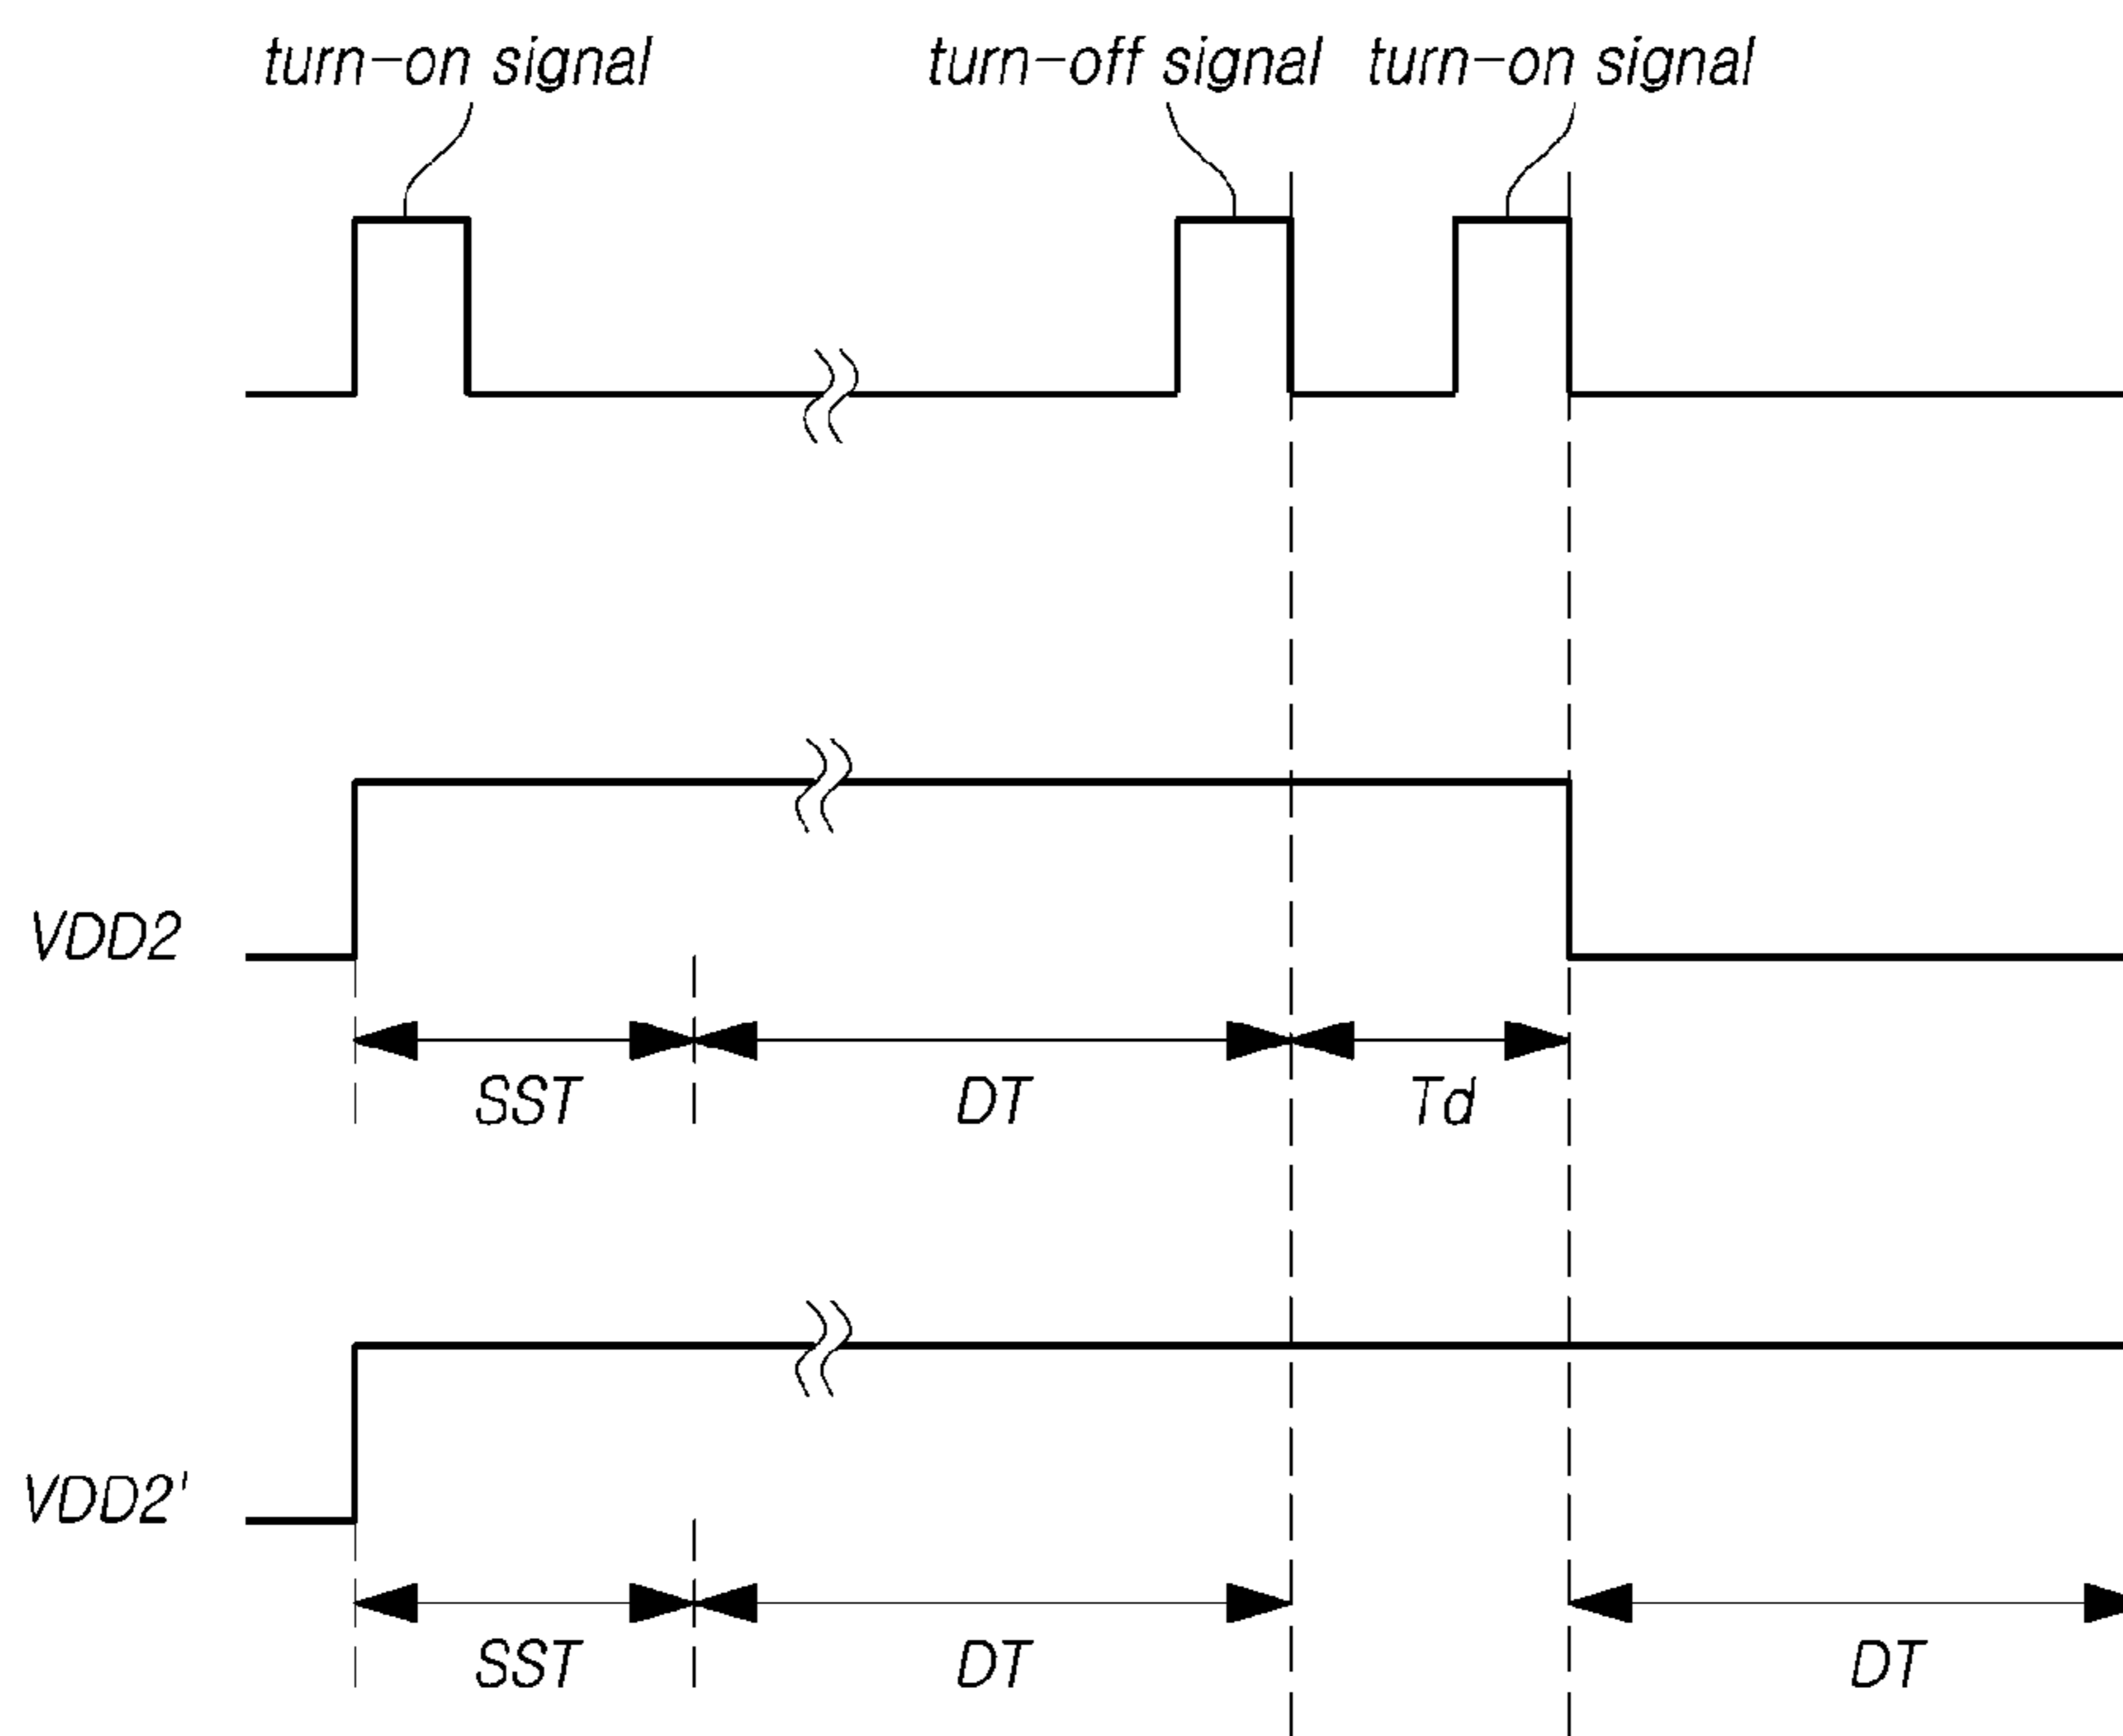 turn-on signal
turn-off signal
turn-on signal
VDD2
SST
DT
Td
VDD2'
SST
DT
DT